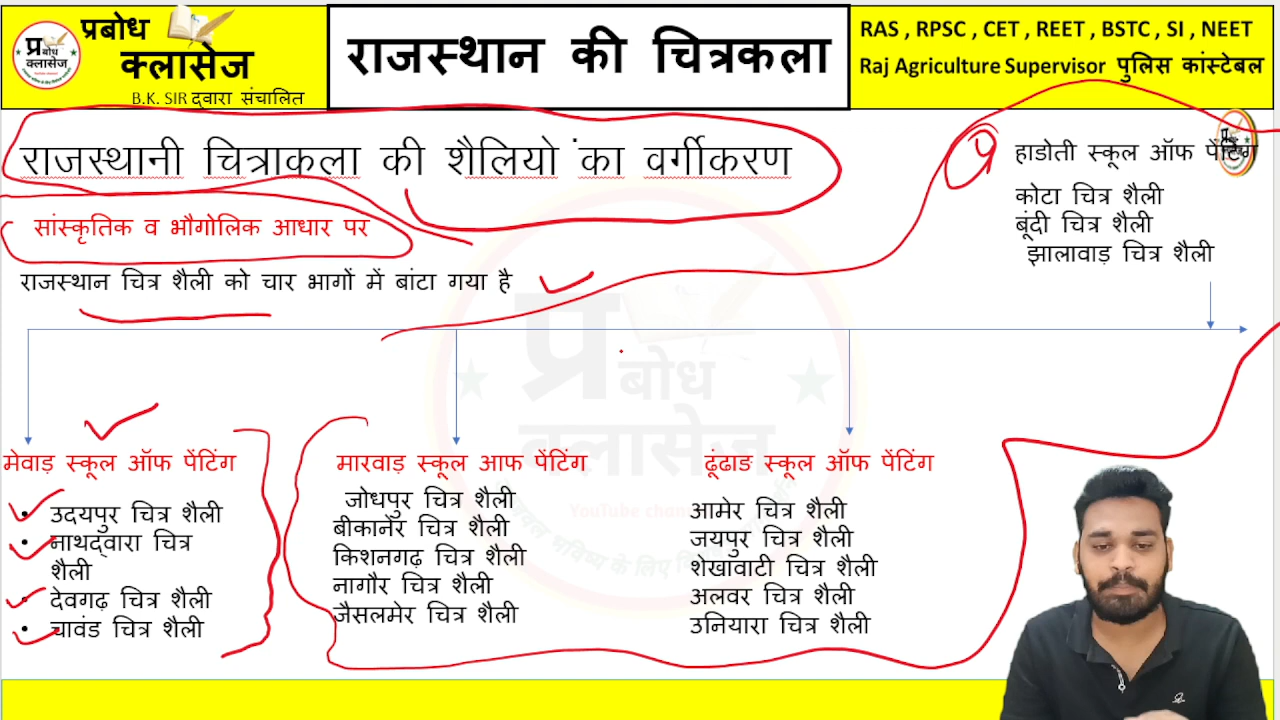 प्रबोध
क्लासेज
B.K. SIR द्वारा संचालित
राजस्थान की चित्रकला
RAS , RPSC , CET , REET , BSTC , SI , NEET
Raj Agriculture Supervisor पुलिस कांस्टेबल
प्र
बोध
क्लासेज
राजस्थानी चित्राकला की शैलियो ं का वर्गीकरण
सांस्कृतिक व भौगोलिक आधार पर
राजस्थान चित्र शैली को चार भागों में बांटा गया है
हाडोती स्कूल ऑफ पेंटिंग
कोटा चित्र शैली
बूंदी चित्र शैली
झालावाड़ चित्र शैली
प्र
बोध
क्लासेज
YouTube channel
मेवाड़ स्कूल ऑफ पेंटिंग
• उदयपुर चित्र शैली
• नाथद्वारा चित्र
शैली
• देवगढ़ चित्र शैली
• चावंड चित्र शैली
मारवाड़ स्कूल आफ पेंटिंग
जोधपुर चित्र शैली
बीकानेर चित्र शैली
किशनगढ़ चित्र शैली
नागौर चित्र शैली
जैसलमेर चित्र शैली
ढूंढाङ स्कूल ऑफ पेंटिंग
आमेर चित्र शैली
जयपुर चित्र शैली
शेखावाटी चित्र शैली
अलवर चित्र शैली
उनियारा चित्र शैली